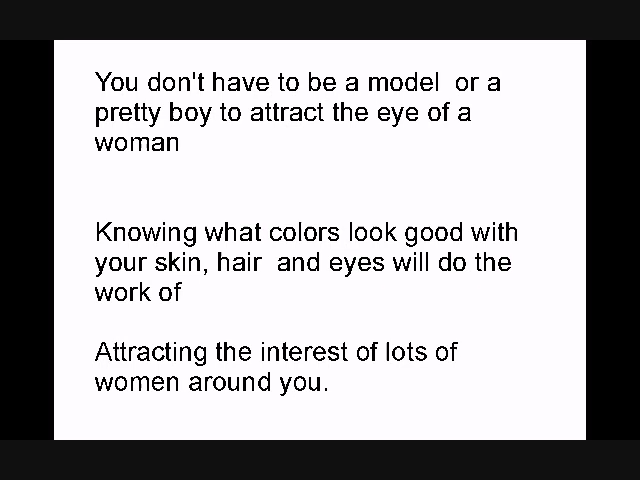 You don't have to be a model  or a
pretty boy to attract the eye of a
woman
Knowing what colors look good with
your skin, hair  and eyes will do the
work of
Attracting the interest of lots of
women around you.